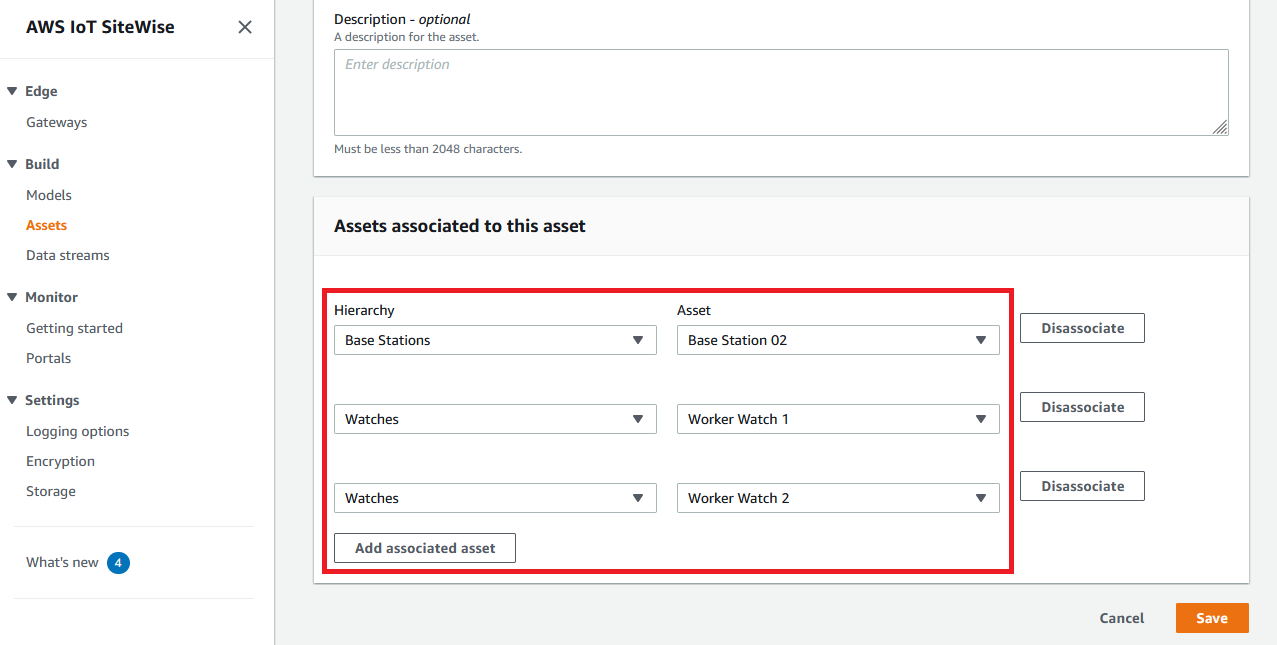 AWS IoT SiteWise
Edge
Gateways
Build
Models
Assets
Data streams
Monitor
Getting started
Portals
Settings
Logging options
Encryption
Storage
What's new 4
Description - optional
A description for the asset.
Enter description
Must be less than 2048 characters.
Assets associated to this asset
Hierarchy Asset
Base Stations Base Station 02 Disassociate
Watches Worker Watch 1 Disassociate
Watches Worker Watch 2 Disassociate
Add associated asset
Cancel Save